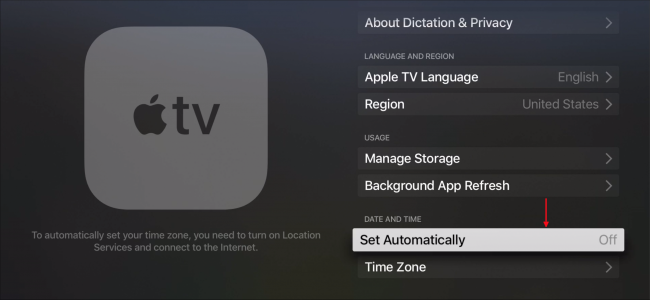 tv
To automatically set your time zone, you need to turn on Location
Services and connect to the Internet.
About Dictation & Privacy
LANGUAGE AND REGION
Apple TV Language English
Region United States
USAGE
Manage Storage
Background App Refresh
DATE AND TIME
Set Automatically Off
Time Zone